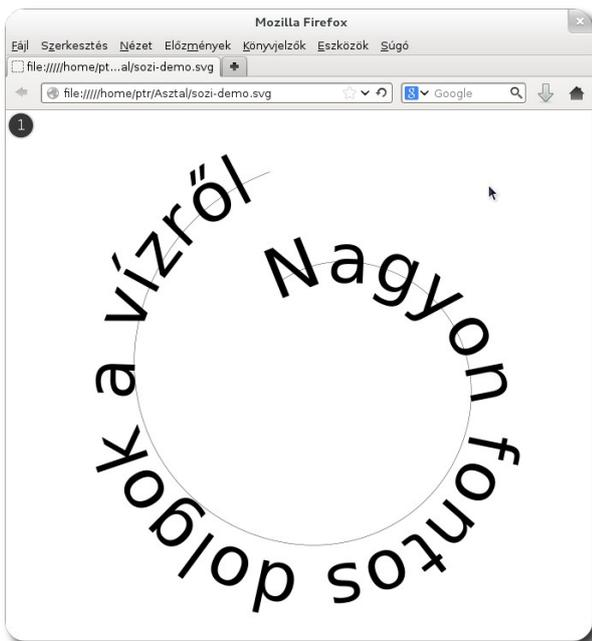 Mozilla Firefox
Fájl Szerkesztés Nézet Előzmények Könyvjelzők Eszközök Súgó
file:////home/pt...al/sozi-demo.svg
file:////home/ptr/Asztal/sozi-demo.svg
Google
1
Nagyon fontos dolgok a vízről